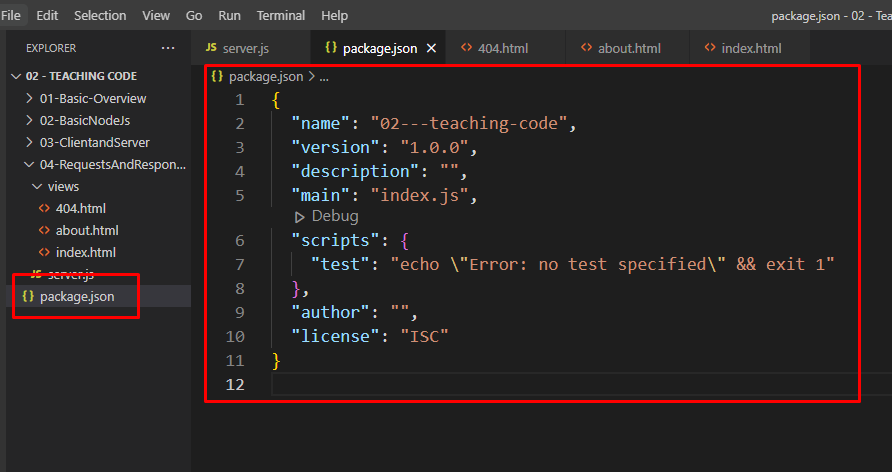 File Edit Selection View Go Run Terminal Help package.json - 02 - Tea
EXPLORER ···
02 - TEACHING CODE
01-Basic-Overview
02-BasicNodeJs
03-ClientandServer
04-RequestsAndRespon...
views
<> 404.html
<> about.html
<> index.html
JS server.js
{} package.json
JS server.js {} package.json × <> 404.html <> about.html <> index.html
{} package.json > ...
1 {
2 "name": "02---teaching-code",
3 "version": "1.0.0",
4 "description": "",
5 "main": "index.js",
Debug
6 "scripts": {
7 "test": "echo \"Error: no test specified\" && exit 1"
8 },
9 "author": "",
10 "license": "ISC"
11 }
12